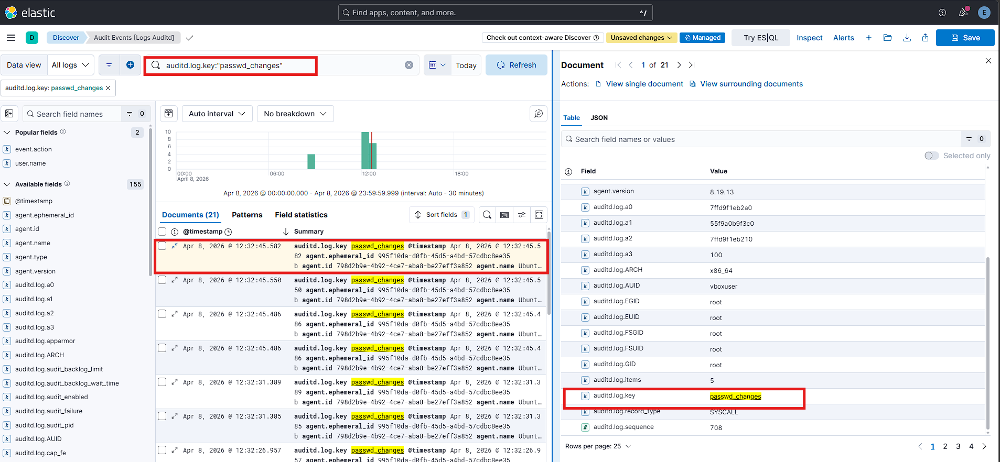 elastic
Find apps, content, and more.
^/
E
D
Discover
Audit Events [Logs Auditd]
Check out context-aware Discover
Unsaved changes
Managed
Try ES|QL
Inspect
Alerts
Save
Data view
All logs
auditd.log.key:"passwd_changes"
Today
Refresh
auditd.log.key: passwd_changes
Search field names
0
Popular fields
2
event.action
user.name
Available fields
155
@timestamp
agent.ephemeral_id
agent.id
agent.name
agent.type
agent.version
auditd.log.a0
auditd.log.a1
auditd.log.a2
auditd.log.a3
auditd.log.apparmor
auditd.log.ARCH
auditd.log.audit_backlog_limit
auditd.log.audit_backlog_wait_time
auditd.log.audit_enabled
auditd.log.audit_failure
auditd.log.audit_pid
auditd.log.AUID
auditd.log.cap_fe
Auto interval
No breakdown
10
8
6
4
2
0
00:00
April 8, 2026
06:00
12:00
18:00
Apr 8, 2026 @ 00:00:00.000 - Apr 8, 2026 @ 23:59:59.999 (interval: Auto - 30 minutes)
Documents (21)
Patterns
Field statistics
Sort fields
1
@timestamp
Summary
Apr 8, 2026 @ 12:32:45.582
auditd.log.key passwd_changes @timestamp Apr 8, 2026 @ 12:32:45.5
82 agent.ephemeral_id 995f10da-d0fb-45d5-a4bd-57cdbc8ee35
b agent.id 798d2b9e-4b92-4ce7-aba8-be27eff3a852 agent.name Ubunt…
Apr 8, 2026 @ 12:32:45.550
auditd.log.key passwd_changes @timestamp Apr 8, 2026 @ 12:32:45.5
50 agent.ephemeral_id 995f10da-d0fb-45d5-a4bd-57cdbc8ee35
b agent.id 798d2b9e-4b92-4ce7-aba8-be27eff3a852 agent.name Ubunt…
Apr 8, 2026 @ 12:32:45.486
auditd.log.key passwd_changes @timestamp Apr 8, 2026 @ 12:32:45.4
86 agent.ephemeral_id 995f10da-d0fb-45d5-a4bd-57cdbc8ee35
b agent.id 798d2b9e-4b92-4ce7-aba8-be27eff3a852 agent.name Ubunt…
Apr 8, 2026 @ 12:32:45.486
auditd.log.key passwd_changes @timestamp Apr 8, 2026 @ 12:32:45.4
86 agent.ephemeral_id 995f10da-d0fb-45d5-a4bd-57cdbc8ee35
b agent.id 798d2b9e-4b92-4ce7-aba8-be27eff3a852 agent.name Ubunt…
Apr 8, 2026 @ 12:32:31.389
auditd.log.key passwd_changes @timestamp Apr 8, 2026 @ 12:32:31.3
89 agent.ephemeral_id 995f10da-d0fb-45d5-a4bd-57cdbc8ee35
b agent.id 798d2b9e-4b92-4ce7-aba8-be27eff3a852 agent.name Ubunt…
Apr 8, 2026 @ 12:32:31.385
auditd.log.key passwd_changes @timestamp Apr 8, 2026 @ 12:32:31.3
85 agent.ephemeral_id 995f10da-d0fb-45d5-a4bd-57cdbc8ee35
b agent.id 798d2b9e-4b92-4ce7-aba8-be27eff3a852 agent.name Ubunt…
Apr 8, 2026 @ 12:32:26.957
auditd.log.key passwd_changes @timestamp Apr 8, 2026 @ 12:32:26.9
57 agent.ephemeral_id 995f10da-d0fb-45d5-a4bd-57cdbc8ee35
Document
1 of 21
Actions:
View single document
View surrounding documents
Table
JSON
Search field names or values
0
Selected only
Field
Value
agent.version
8.19.13
auditd.log.a0
7ffd9f1eb2a0
auditd.log.a1
55f9a0b9f3c0
auditd.log.a2
7ffd9f1eb210
auditd.log.a3
100
auditd.log.ARCH
x86_64
auditd.log.AUID
vboxuser
auditd.log.EGID
root
auditd.log.EUID
root
auditd.log.FSGID
root
auditd.log.FSUID
root
auditd.log.GID
root
auditd.log.items
5
auditd.log.key
passwd_changes
auditd.log.record_type
SYSCALL
auditd.log.sequence
708
Rows per page: 25
1
2
3
4